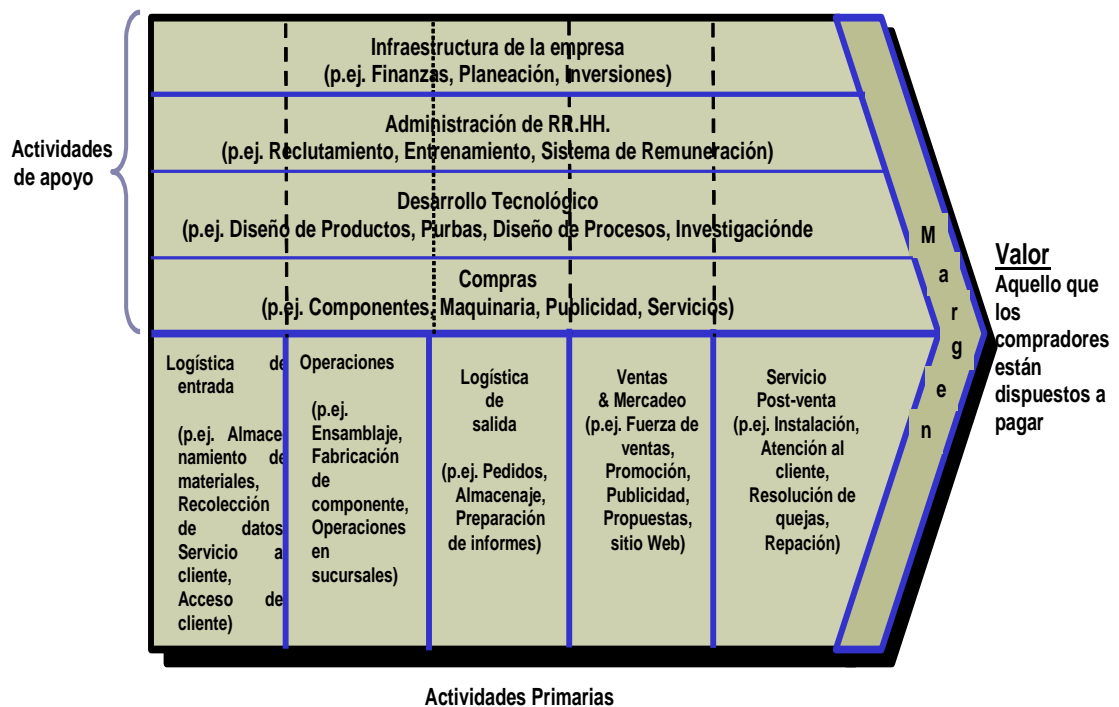 Infraestructura de la empresa
(p.ej. Finanzas, Planeación, Inversiones)
Administración de RR.HH.
(p.ej. Reclutamiento, Entrenamiento, Sistema de Remuneración)
Actividades
de apoyo
Desarrollo Tecnológico
(p.ej. Diseño de Productos, Purbas, Diseño de Procesos, Investigaciónde
Compras
(p.ej. Componentes, Maquinaria, Publicidad, Servicios)
Logística de
entrada
(p.ej. Almace
namiento de
materiales,
Recolección
de datos
Servicio a
cliente,
Acceso de
cliente)
Operaciones
(p.ej.
Ensamblaje,
Fabricación
de
componente,
Operaciones
en
sucursales)
Logística
de
salida
(p.ej. Pedidos,
Almacenaje,
Preparación
de informes)
Ventas
& Mercadeo
(p.ej. Fuerza de
ventas,
Promoción,
Publicidad,
Propuestas,
sitio Web)
Servicio
Post-venta
(p.ej. Instalación,
Atención al
cliente,
Resolución de
quejas,
Repación)
M
a
r
g
e
n
Valor
Aquello que
los
compradores
están
dispuestos a
pagar
Actividades Primarias